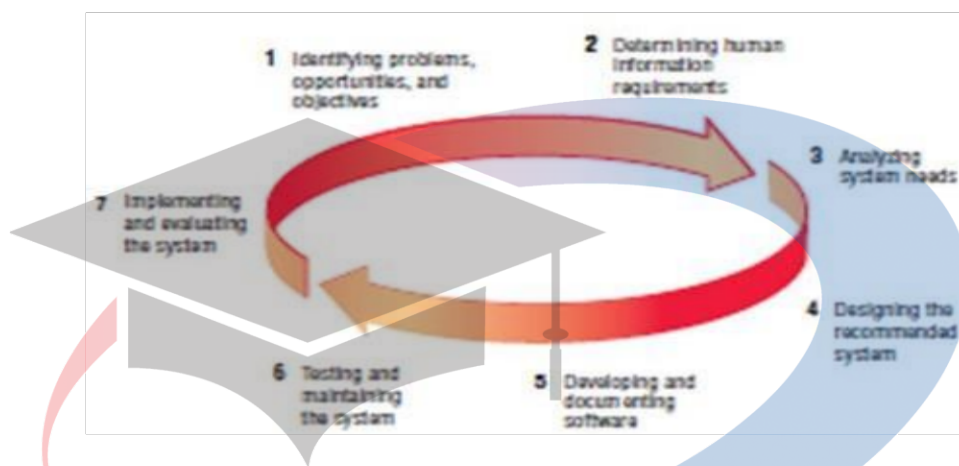 1 Identifying problems,
opportunities, and
objectives
2 Determining human
information
requirements
3 Analyzing
system needs
4 Designing the
recommended
system
5 Developing and
documenting
software
6 Testing and
maintaining
the system
7 Implementing
and evaluating
the system